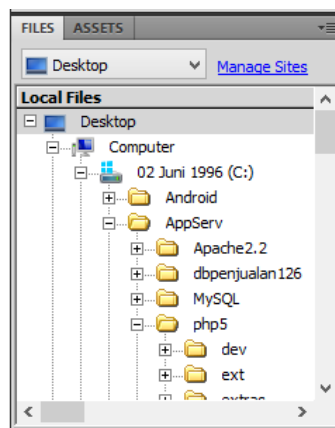 FILES ASSETS
Desktop Manage Sites
Local Files
Desktop
Computer
02 Juni 1996 (C:)
Android
AppServ
Apache2.2
dbpenjualan126
MySQL
php5
dev
ext
extras